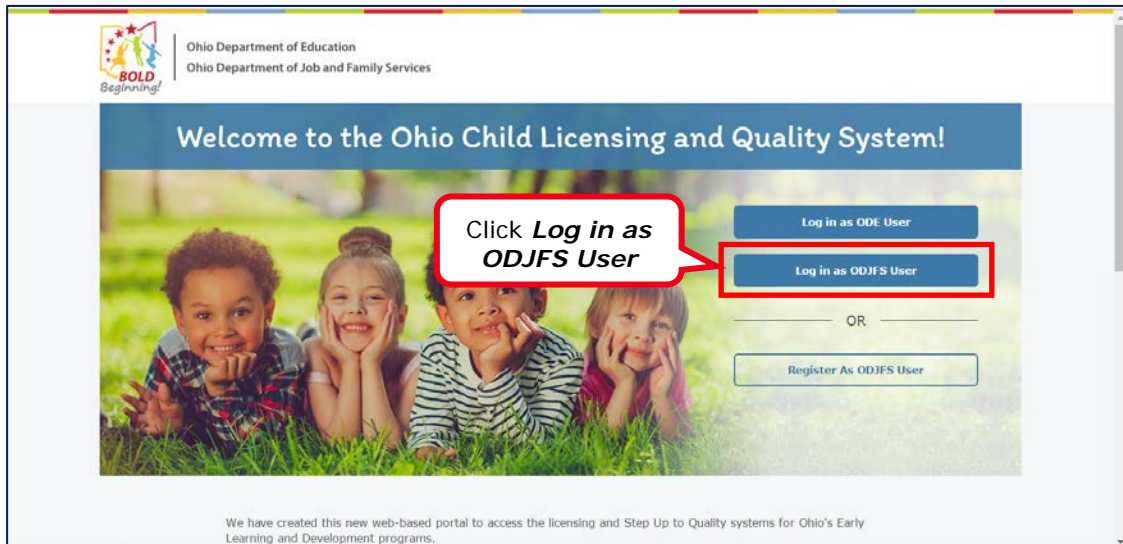 BOLD
Beginning!
Ohio Department of Education
Ohio Department of Job and Family Services
Welcome to the Ohio Child Licensing and Quality System!
Click Log in as
ODJFS User
Log in as ODE User
Log in as ODJFS User
OR
Register As ODJFS User
We have created this new web-based portal to access the licensing and Step Up to Quality systems for Ohio's Early
Learning and Development programs.